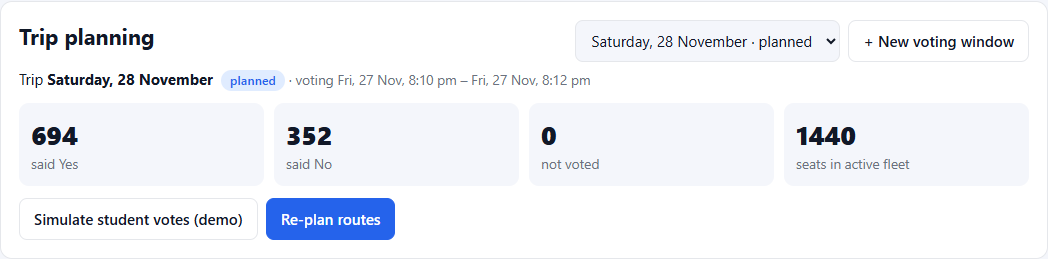 Trip planning
Saturday, 28 November · planned
+ New voting window
Trip Saturday, 28 November planned · voting Fri, 27 Nov, 8:10 pm – Fri, 27 Nov, 8:12 pm
694
said Yes
352
said No
0
not voted
1440
seats in active fleet
Simulate student votes (demo)
Re-plan routes